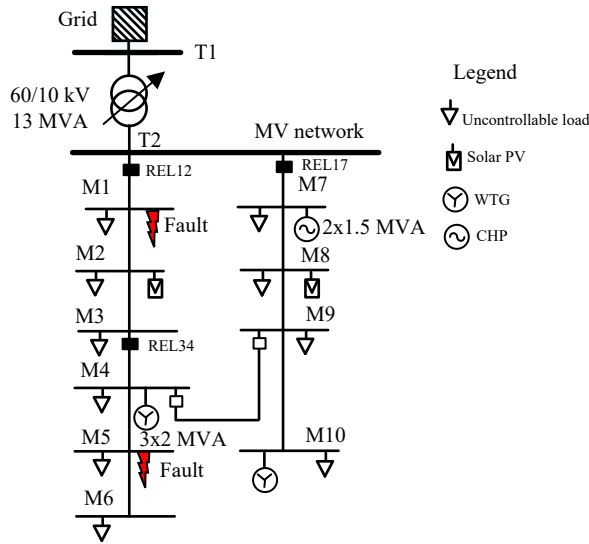 Grid
T1
60/10 kV
13 MVA
T2
MV network
REL12
REL17
M1
M7
Fault
2x1.5 MVA
M2
M8
M3
M9
REL34
M4
3x2 MVA
M5
M10
Fault
M6
Legend
Uncontrollable load
Solar PV
WTG
CHP